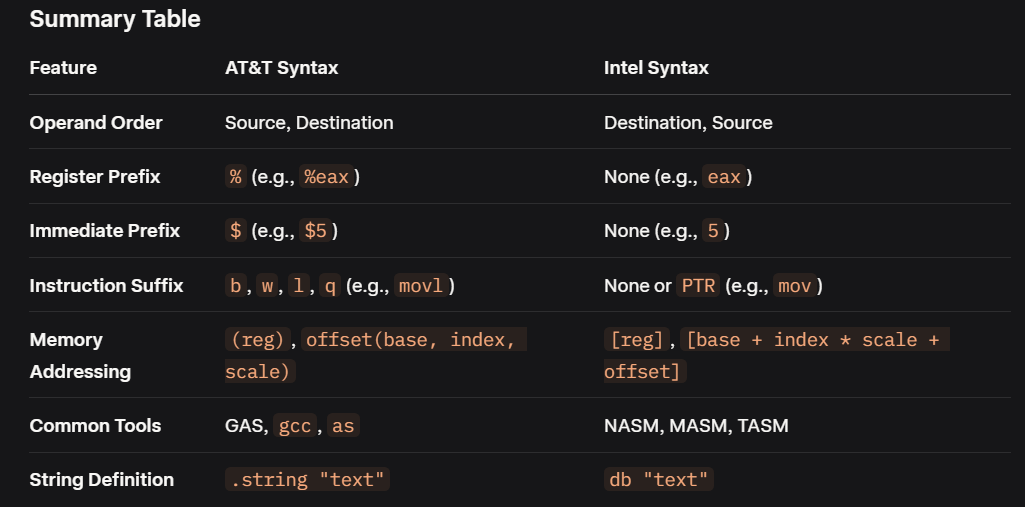 Summary Table
Feature AT&T Syntax Intel Syntax
Operand Order Source, Destination Destination, Source
Register Prefix % (e.g., %eax) None (e.g., eax)
Immediate Prefix $ (e.g., $5) None (e.g., 5)
Instruction Suffix b, w, l, q (e.g., movl) None or PTR (e.g., mov)
Memory (reg), offset(base, index, [reg], [base + index * scale +
Addressing scale) offset]
Common Tools GAS, gcc, as NASM, MASM, TASM
String Definition .string "text" db "text"